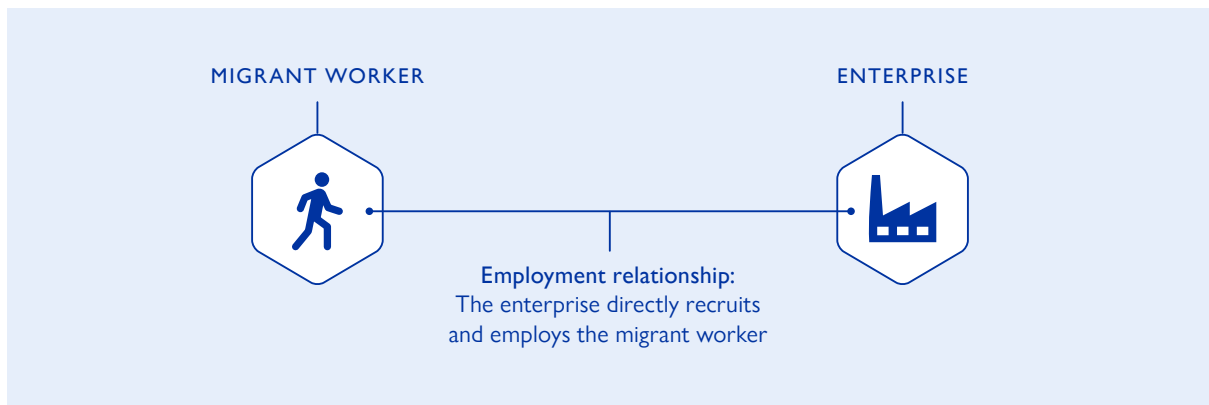 MIGRANT WORKER
ENTERPRISE
Employment relationship:
The enterprise directly recruits
and employs the migrant worker